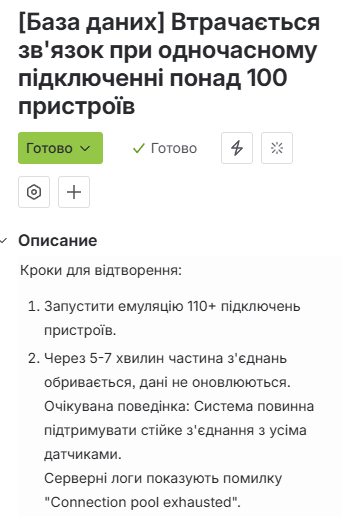 [База даних] Втрачається
зв'язок при одночасному
підключенні понад 100
пристроїв
Готово
Готово
Описание
Кроки для відтворення:
1. Запустити емуляцію 110+ підключень
пристроїв.
2. Через 5-7 хвилин частина з'єднань
обривається, дані не оновлюються.
Очікувана поведінка: Система повинна
підтримувати стійке з'єднання з усіма
датчиками.
Серверні логи показують помилку
"Connection pool exhausted".